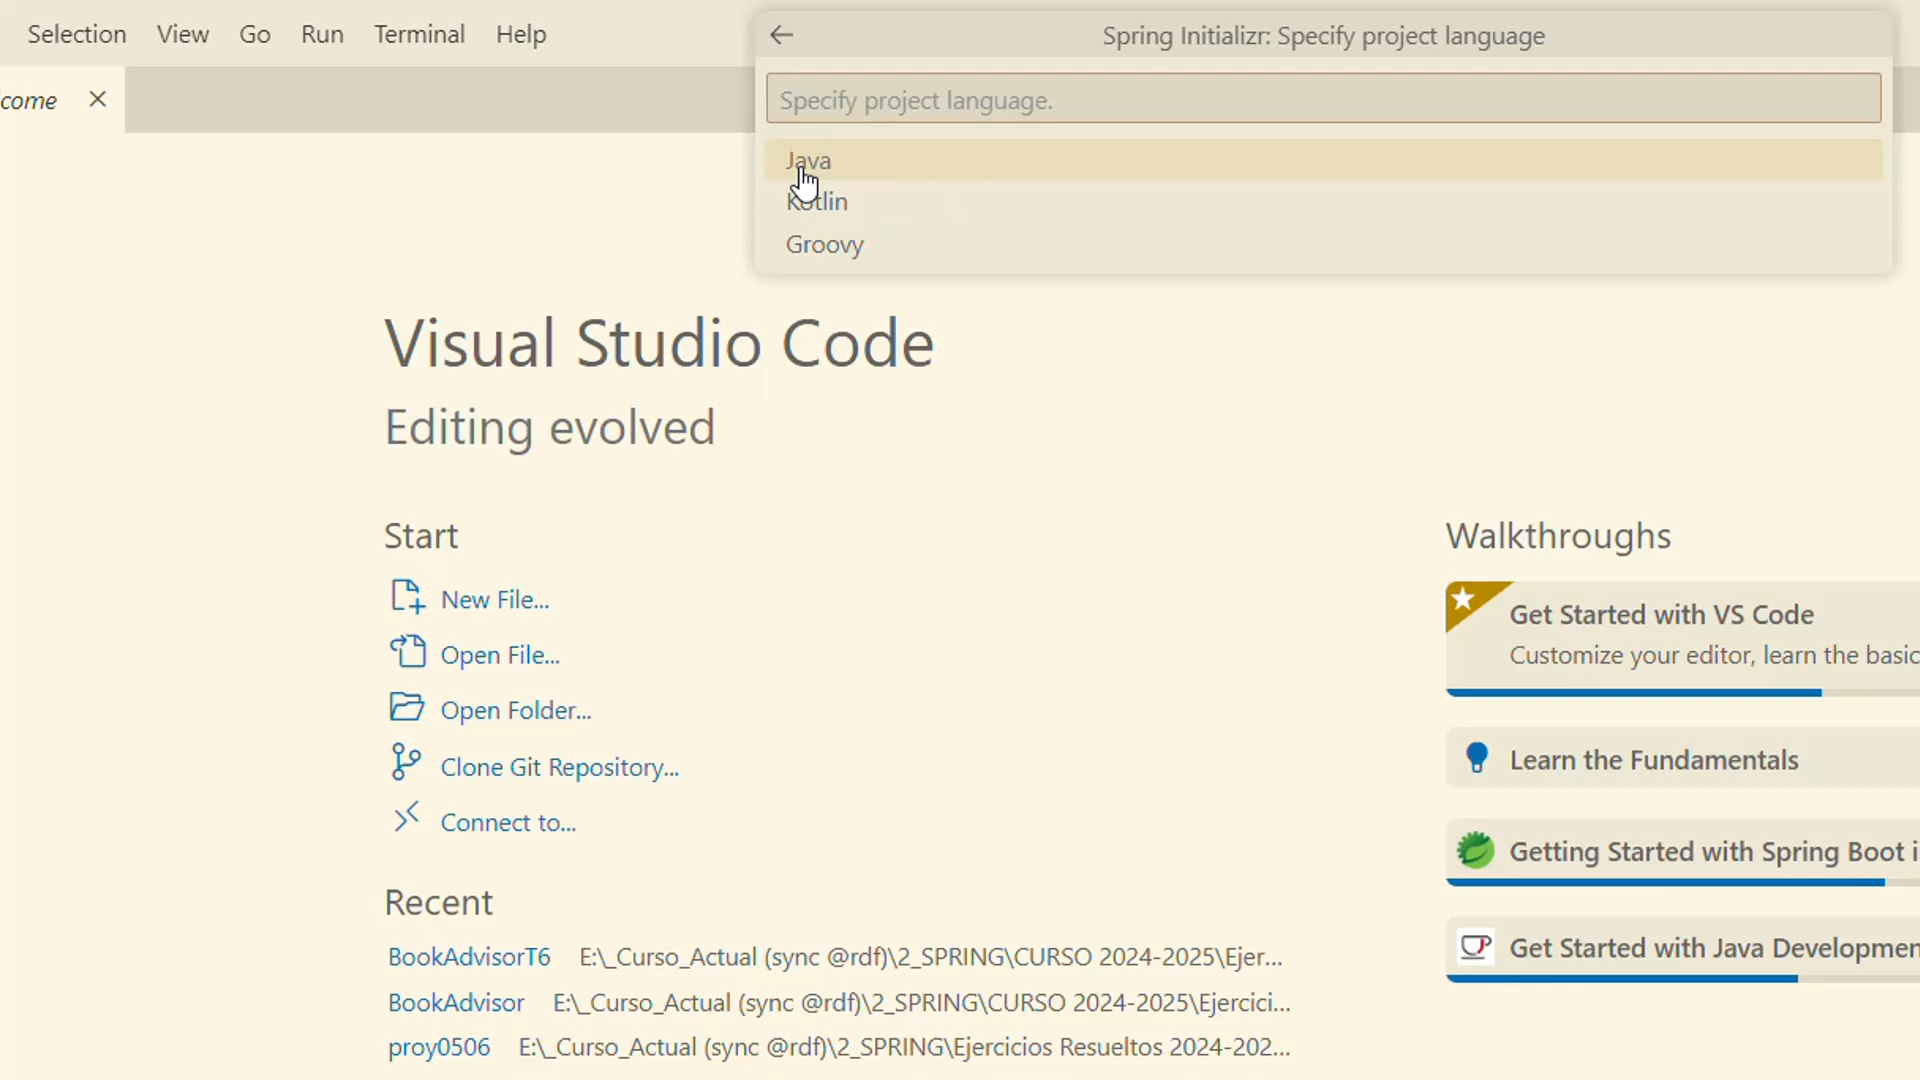 Selection View Go Run Terminal Help
Spring Initializr: Specify project language
come
Specify project language.
Java
Kotlin
Groovy
Visual Studio Code
Editing evolved
Start
New File...
Open File...
Open Folder...
Clone Git Repository...
Connect to...
Recent
BookAdvisorT6 E:\_Curso_Actual (sync @rdf)\2_SPRING\CURSO 2024-2025\Ejer...
BookAdvisor E:\_Curso_Actual (sync @rdf)\2_SPRING\CURSO 2024-2025\Ejercici...
proy0506 E:\_Curso_Actual (sync @rdf)\2_SPRING\Ejercicios Resueltos 2024-202...
Walkthroughs
Get Started with VS Code
Customize your editor, learn the basic
Learn the Fundamentals
Getting Started with Spring Boot i
Get Started with Java Developmen